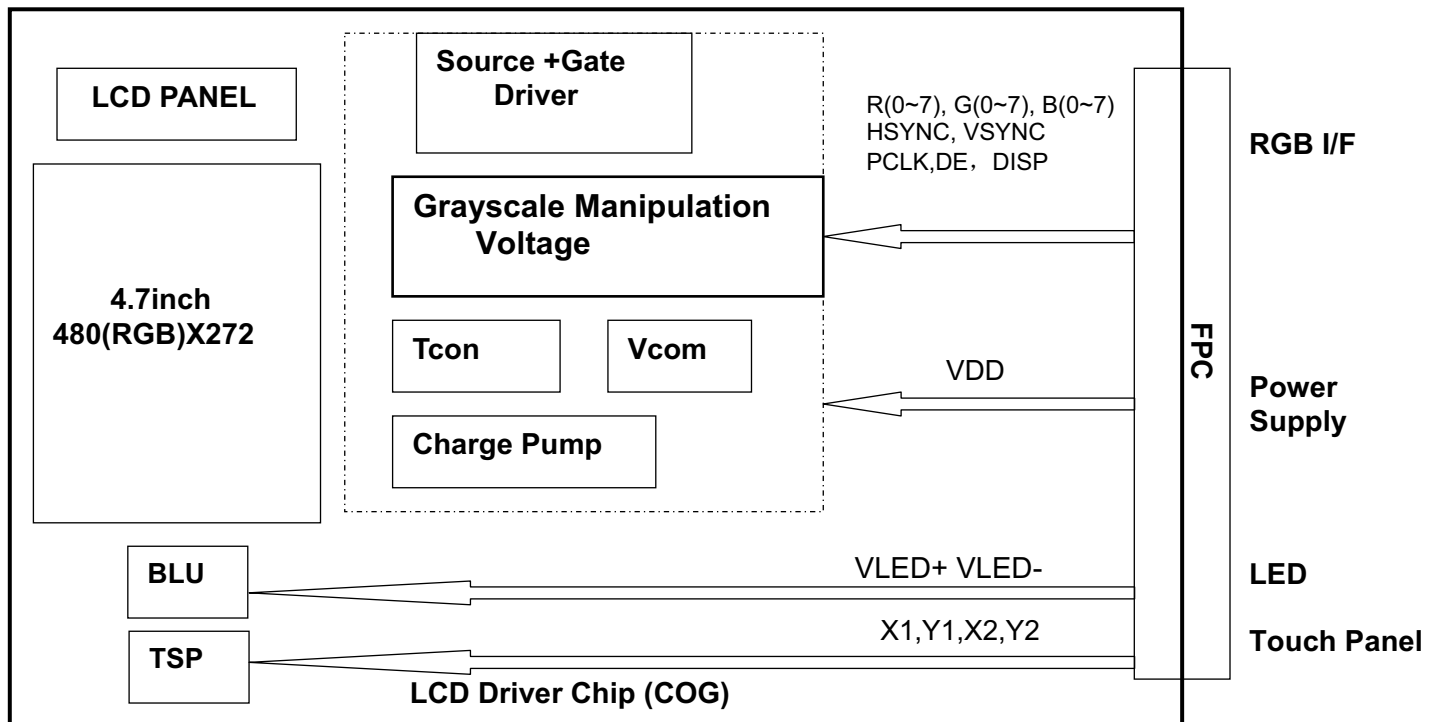 LCD PANEL
4.7inch
480(RGB)X272
Source +Gate
Driver
Grayscale Manipulation
Voltage
Tcon
Vcom
Charge Pump
R(0~7), G(0~7), B(0~7)
HSYNC, VSYNC
PCLK,DE， DISP
RGB I/F
FPC
VDD
Power
Supply
BLU
VLED+ VLED-
LED
TSP
X1,Y1,X2,Y2
Touch Panel
LCD Driver Chip (COG)